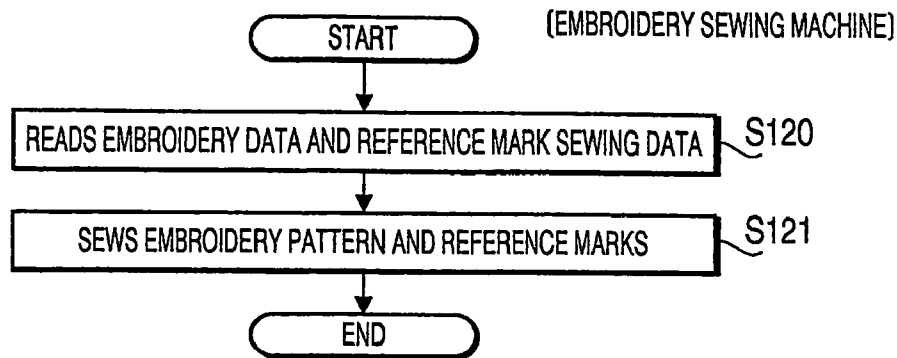 START
(EMBROIDERY SEWING MACHINE)
READS EMBROIDERY DATA AND REFERENCE MARK SEWING DATA
S120
SEWS EMBROIDERY PATTERN AND REFERENCE MARKS
S121
END